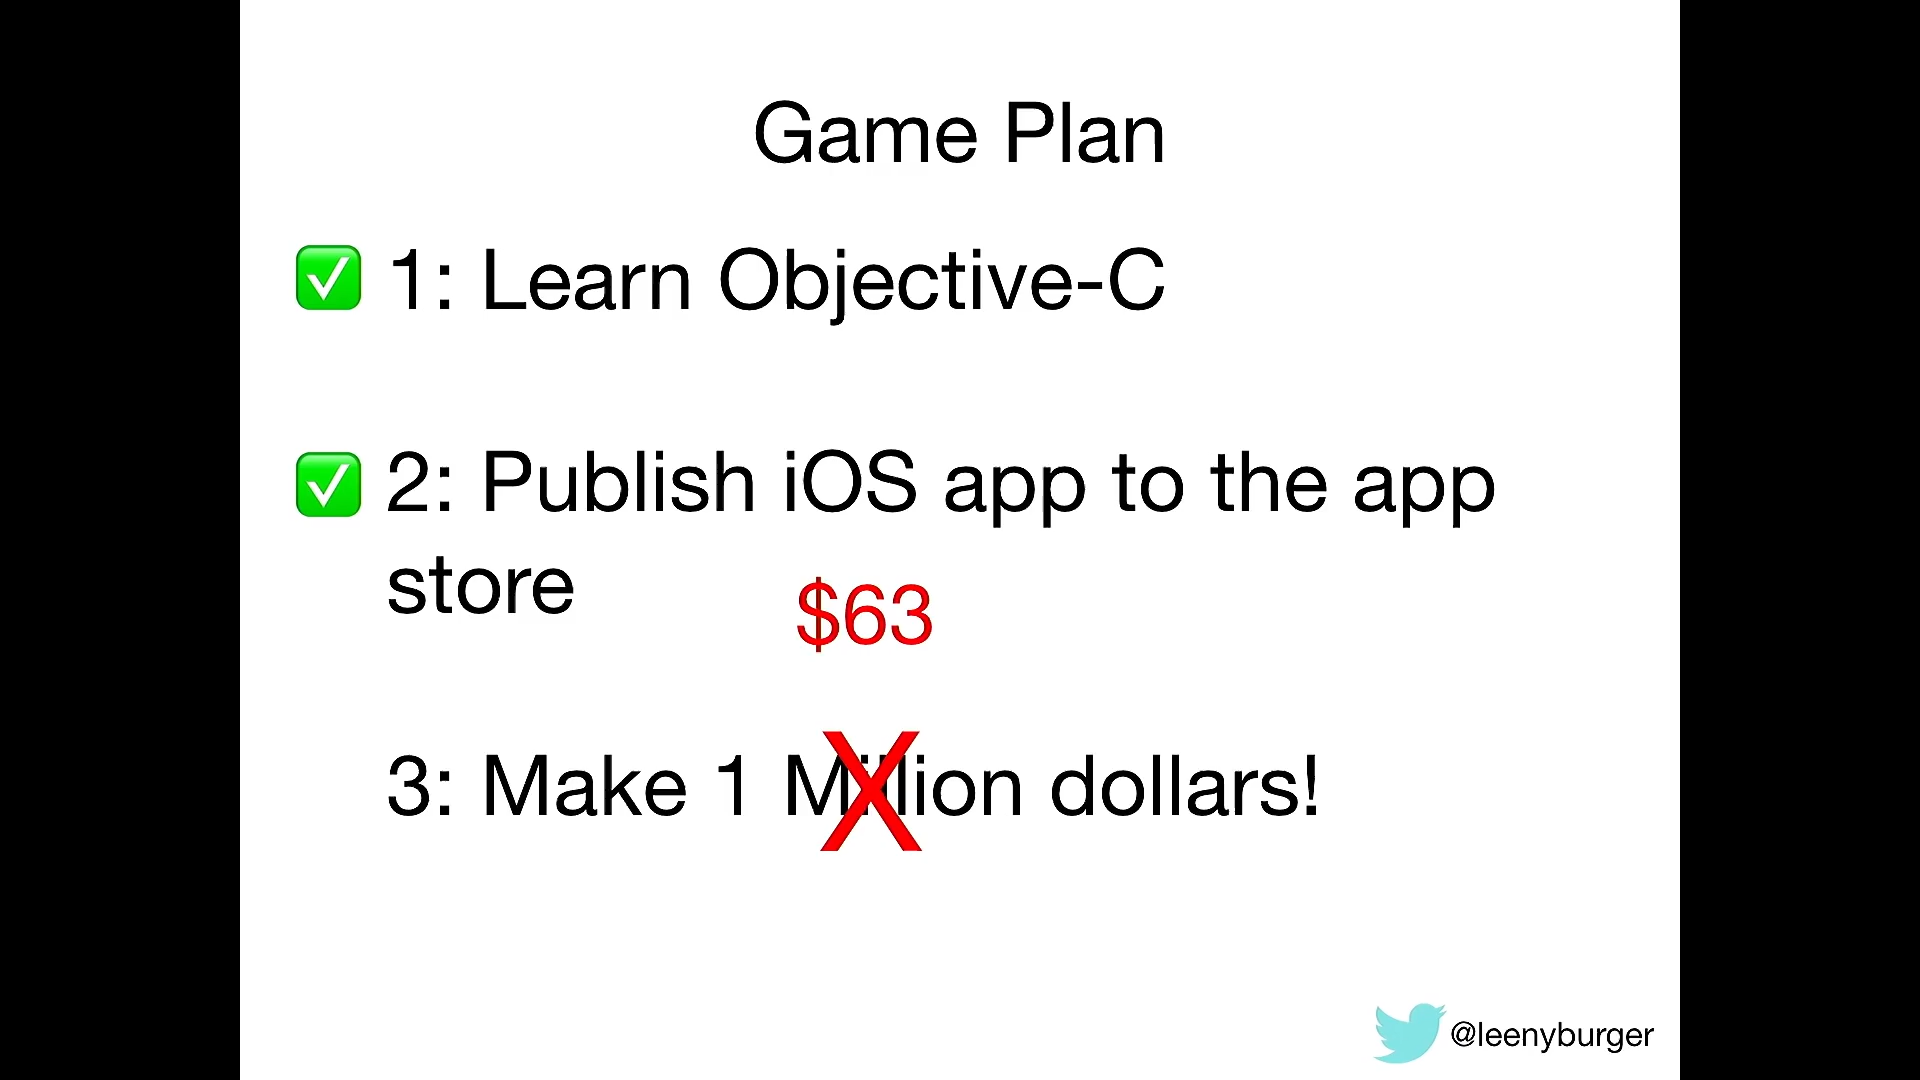 Game Plan
✅ 1: Learn Objective-C
✅ 2: Publish iOS app to the app
store
$63
3: Make 1 Million dollars!
X
@leenyburger